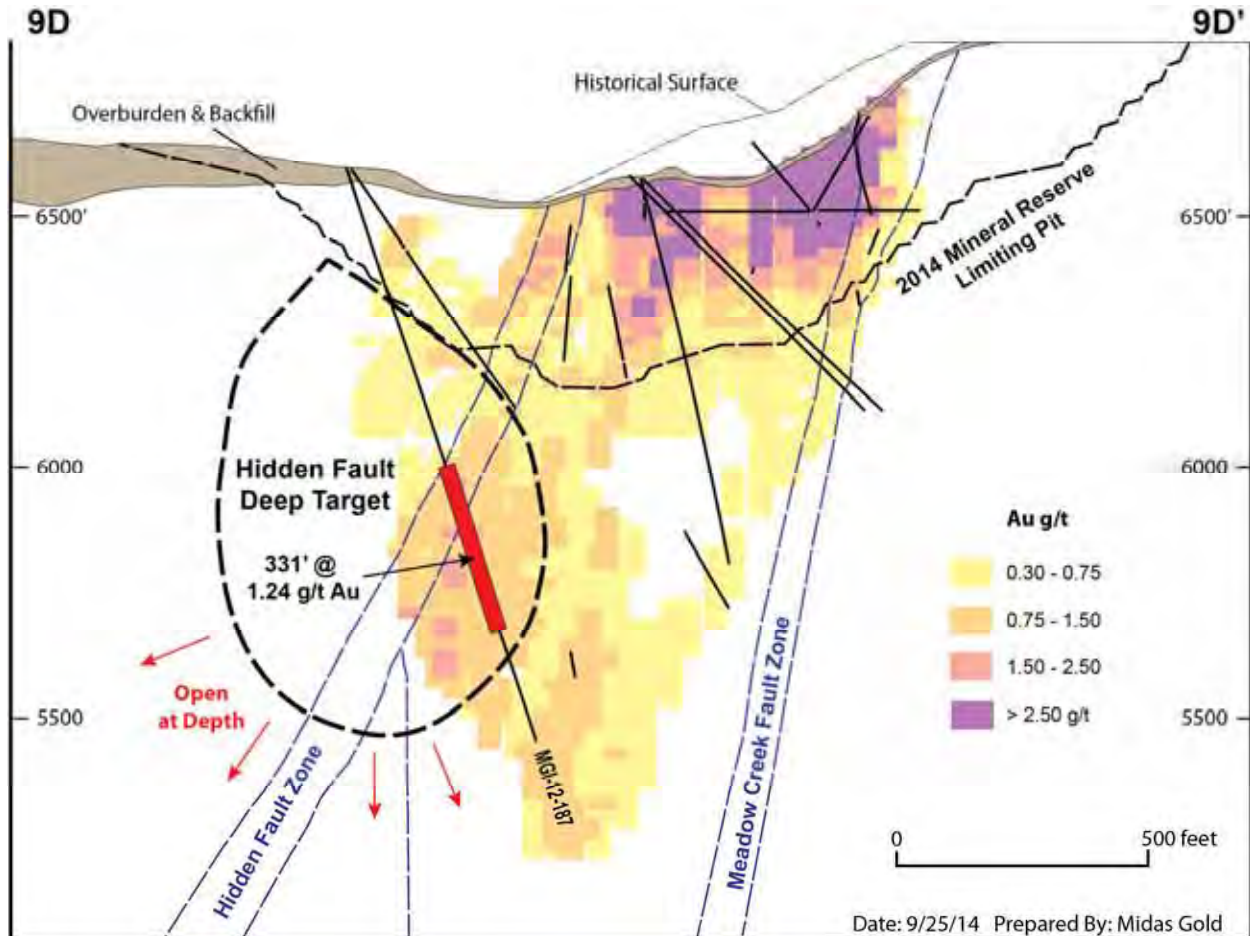 9D
9D'
Historical Surface
Overburden & Backfill
6500'
6500'
2014 Mineral Reserve
Limiting Pit
6000
6000
Hidden Fault
Deep Target
331' @
1.24 g/t Au
Open
at Depth
5500
5500
Hidden Fault Zone
MGI-12-187
Meadow Creek Fault Zone
Au g/t
0.30 - 0.75
0.75 - 1.50
1.50 - 2.50
> 2.50 g/t
0 500 feet
Date: 9/25/14 Prepared By: Midas Gold